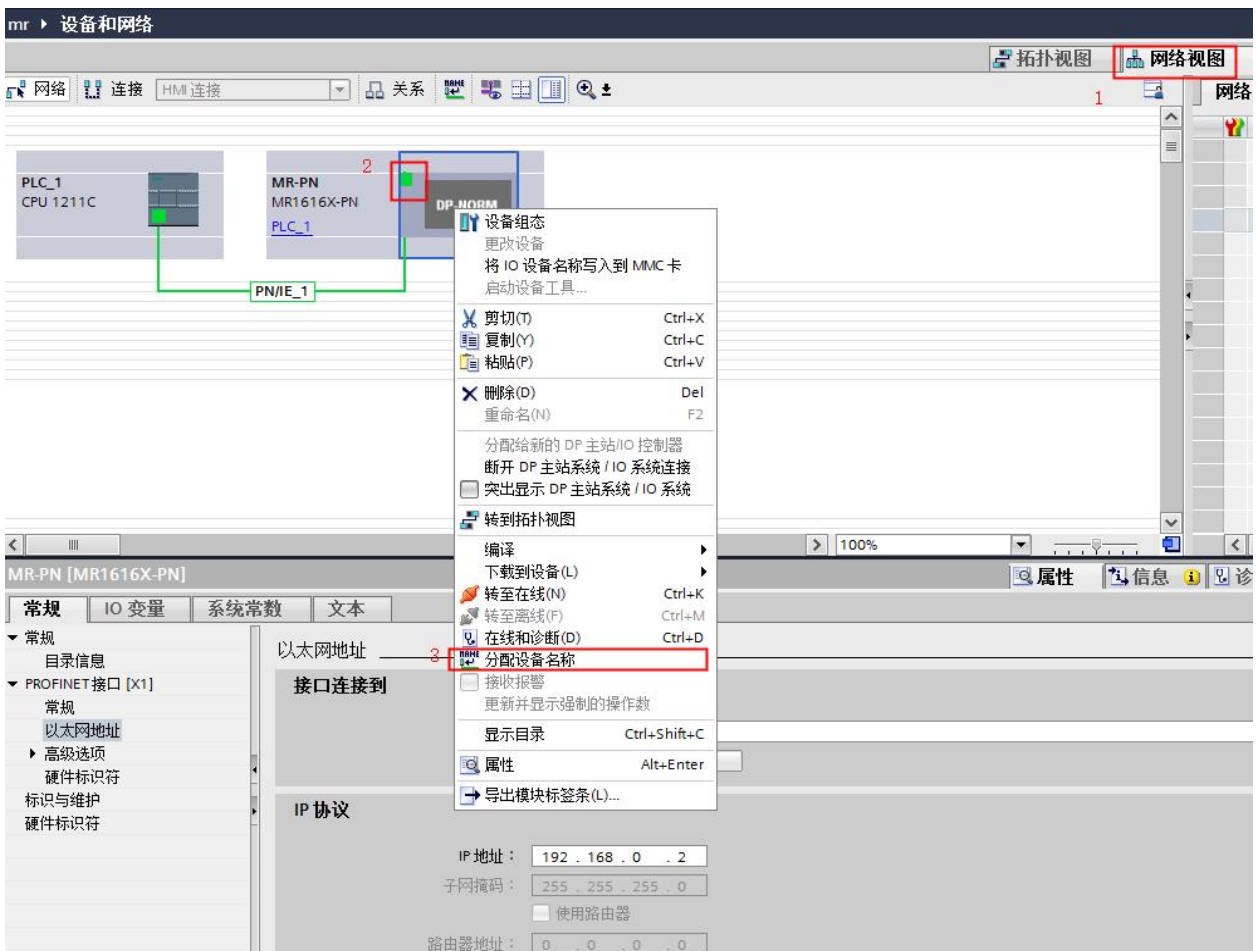 mr ▸ 设备和网络
拓扑视图 网络视图
网络 连接 HMI 连接 关系
1 网络
2
PLC_1
CPU 1211C
MR-PN
MR1616X-PN
PLC_1
DP-NORM
PN/IE_1
设备组态
更改设备
将 IO 设备名称写入到 MMC 卡
启动设备工具...
剪切(T) Ctrl+X
复制(Y) Ctrl+C
粘贴(P) Ctrl+V
删除(D) Del
重命名(N) F2
分配给新的 DP 主站/IO 控制器
断开 DP 主站系统 / IO 系统连接
突出显示 DP 主站系统 / IO 系统
转到拓扑视图
编译
下载到设备(L)
转至在线(N) Ctrl+K
转至离线(F) Ctrl+M
在线和诊断(D) Ctrl+D
3 分配设备名称
接收报警
更新并显示强制的操作数
显示目录 Ctrl+Shift+C
属性 Alt+Enter
导出模块标签条(L)...
100%
MR-PN [MR1616X-PN]
属性 信息 诊
常规 IO 变量 系统常数 文本
常规
目录信息
PROFINET接口 [X1]
常规
以太网地址
高级选项
硬件标识符
标识与维护
硬件标识符
以太网地址
接口连接到
IP 协议
IP 地址： 192 . 168 . 0 . 2
子网掩码： 255 . 255 . 255 . 0
使用路由器
路由器地址： 0 . 0 . 0 . 0